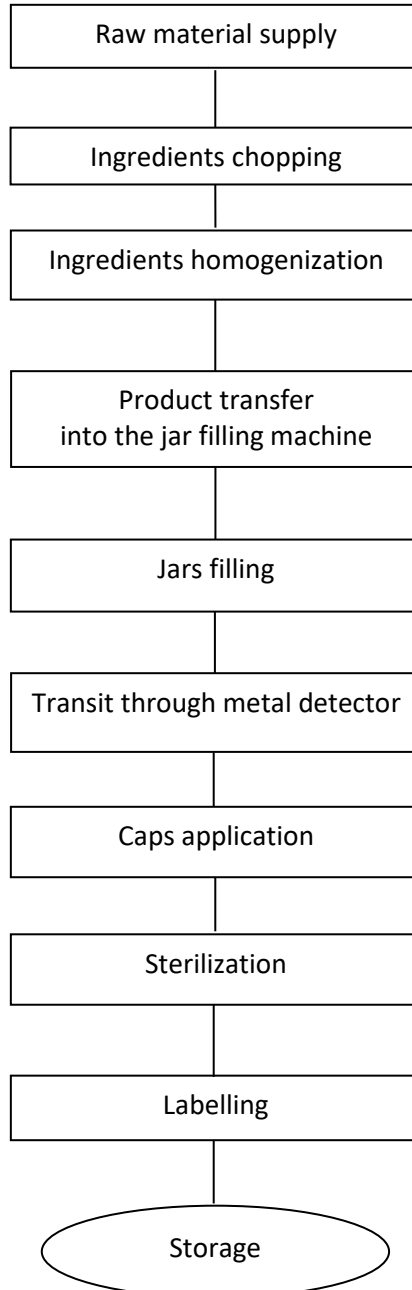 Raw material supply
Ingredients chopping
Ingredients homogenization
Product transfer
into the jar filling machine
Jars filling
Transit through metal detector
Caps application
Sterilization
Labelling
Storage